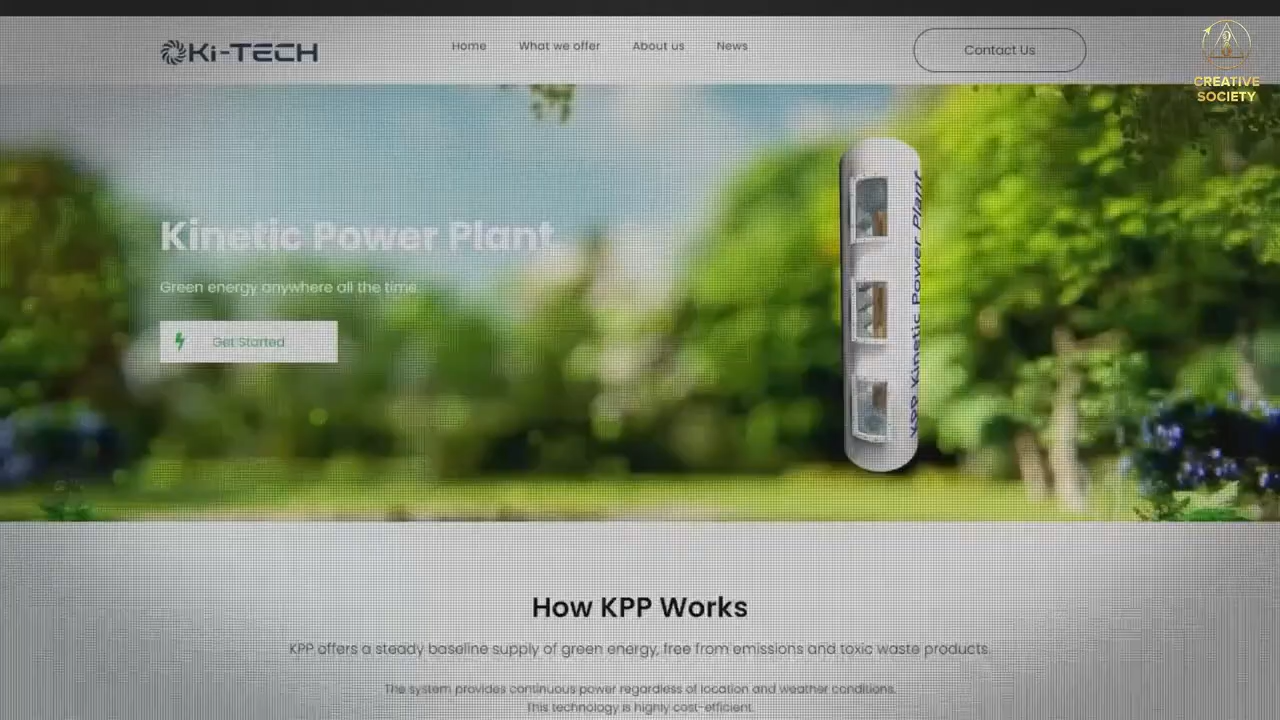 Ki-TECH
Home What we offer About us News
Contact Us
CREATIVE
SOCIETY
Kinetic Power Plant
Green energy anywhere all the time
Get Started
KPP Kinetic Power Plant
How KPP Works
KPP offers a steady baseline supply of green energy, free from emissions and toxic waste products
The system provides continuous power regardless of location and weather conditions.
This technology is highly cost-efficient.